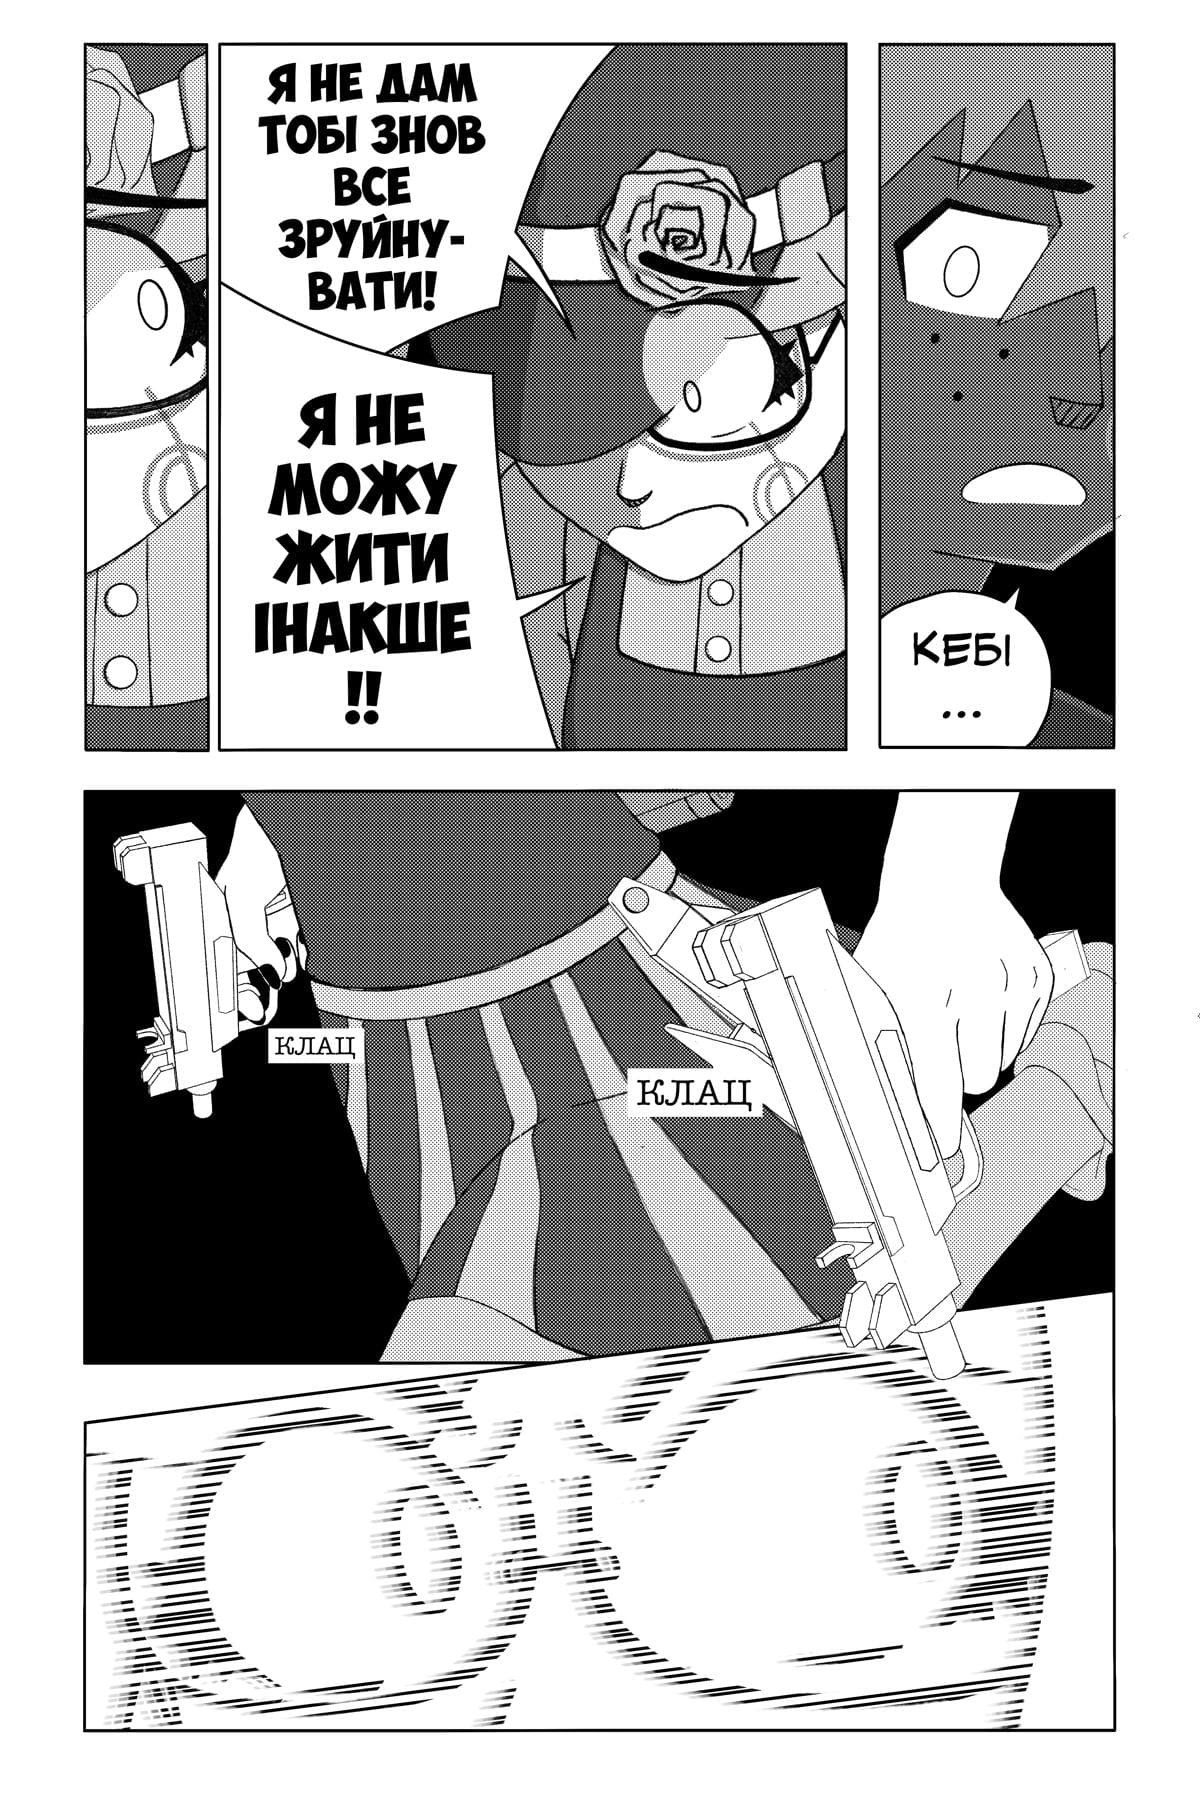 Я НЕ ДАМ
ТОБІ ЗНОВ
ВСЕ
ЗРУЙНУ-
ВАТИ!
Я НЕ
МОЖУ
ЖИТИ
ІНАКШЕ
!!
КЕБІ
...
КЛАЦ
КЛАЦ